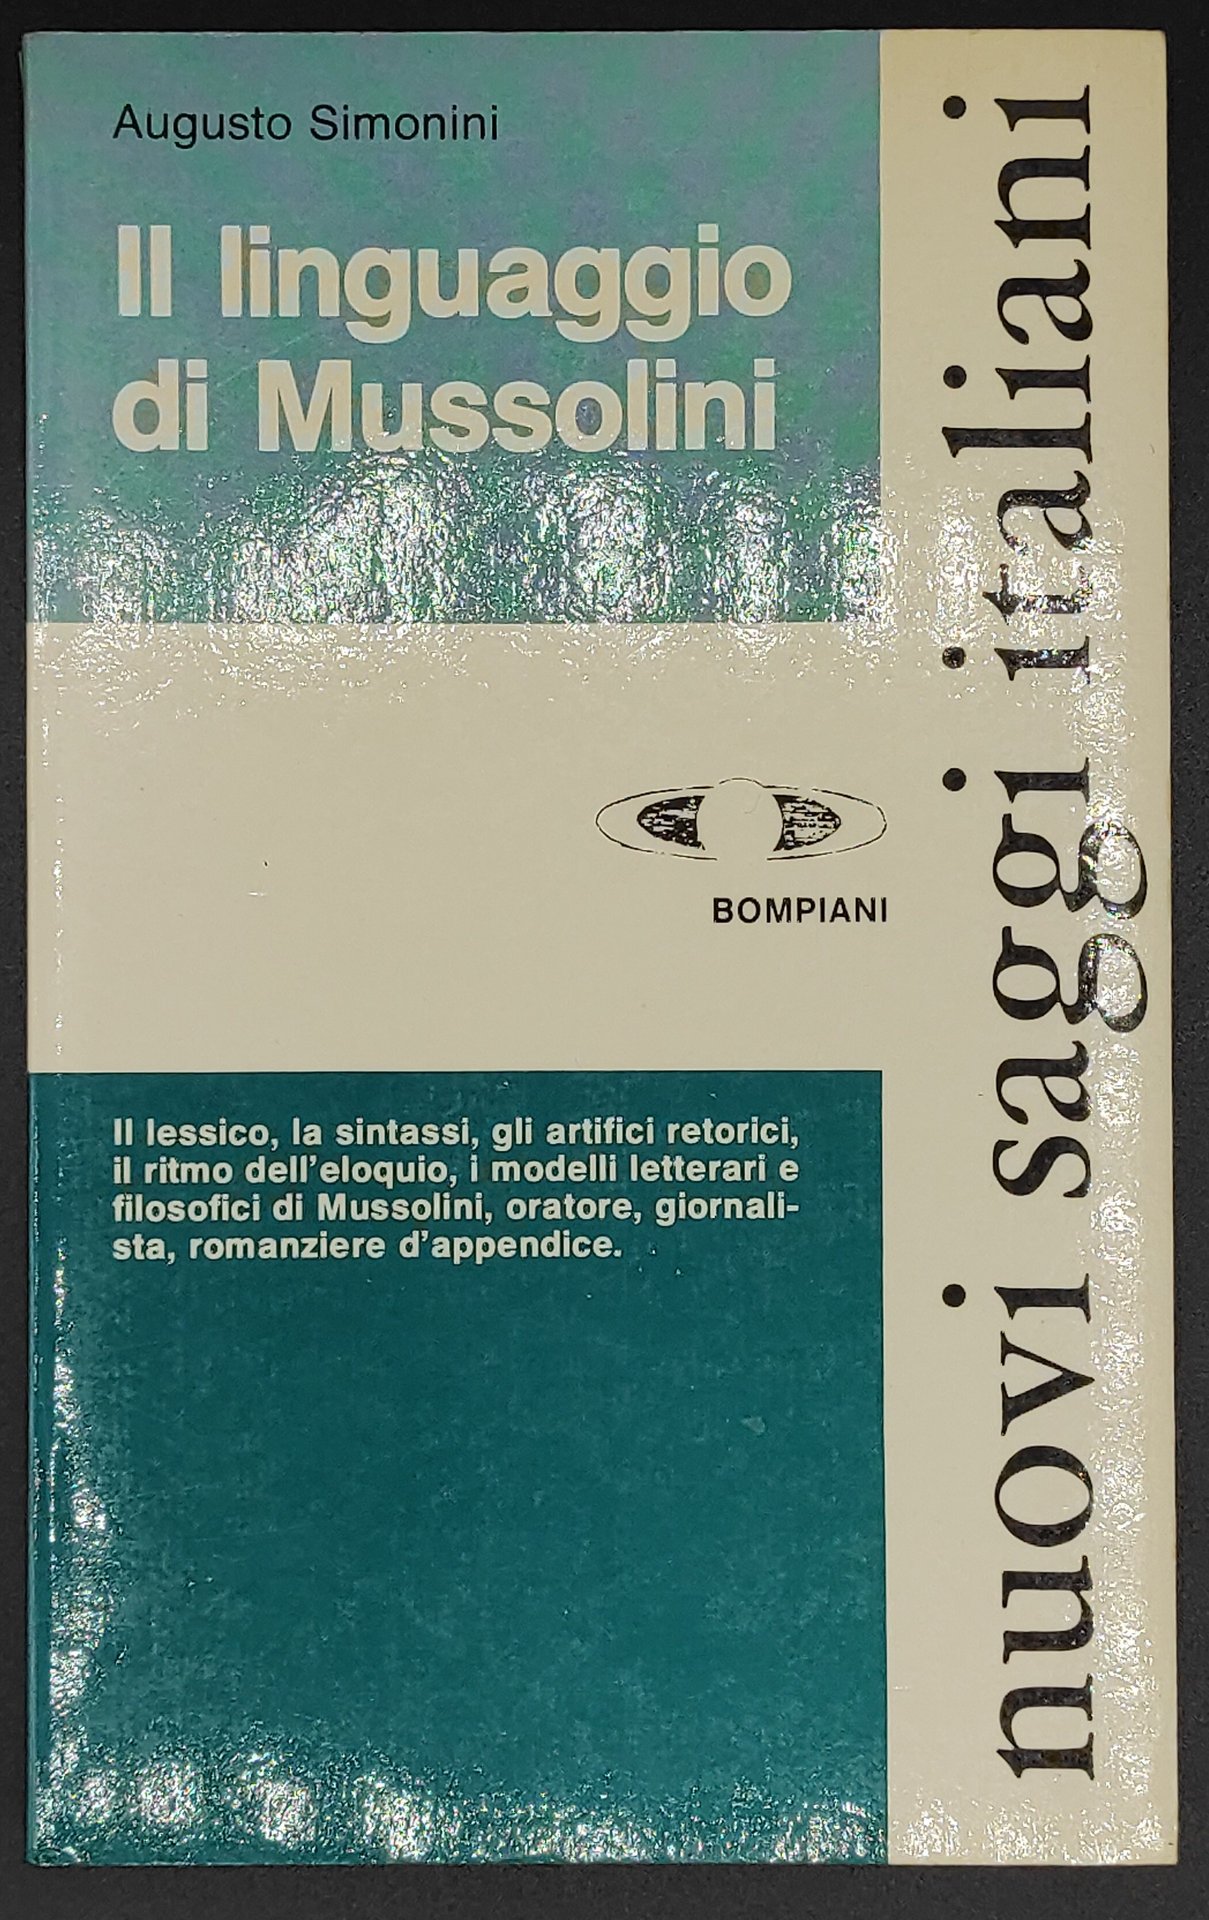 Augusto Simonini
Il linguaggio
di Mussolini
BOMPIANI
Il lessico, la sintassi, gli artifici retorici,
il ritmo dell'eloquio, i modelli letterari e
filosofici di Mussolini, oratore, giornali-
sta, romanziere d'appendice.
nuovi saggi italiani